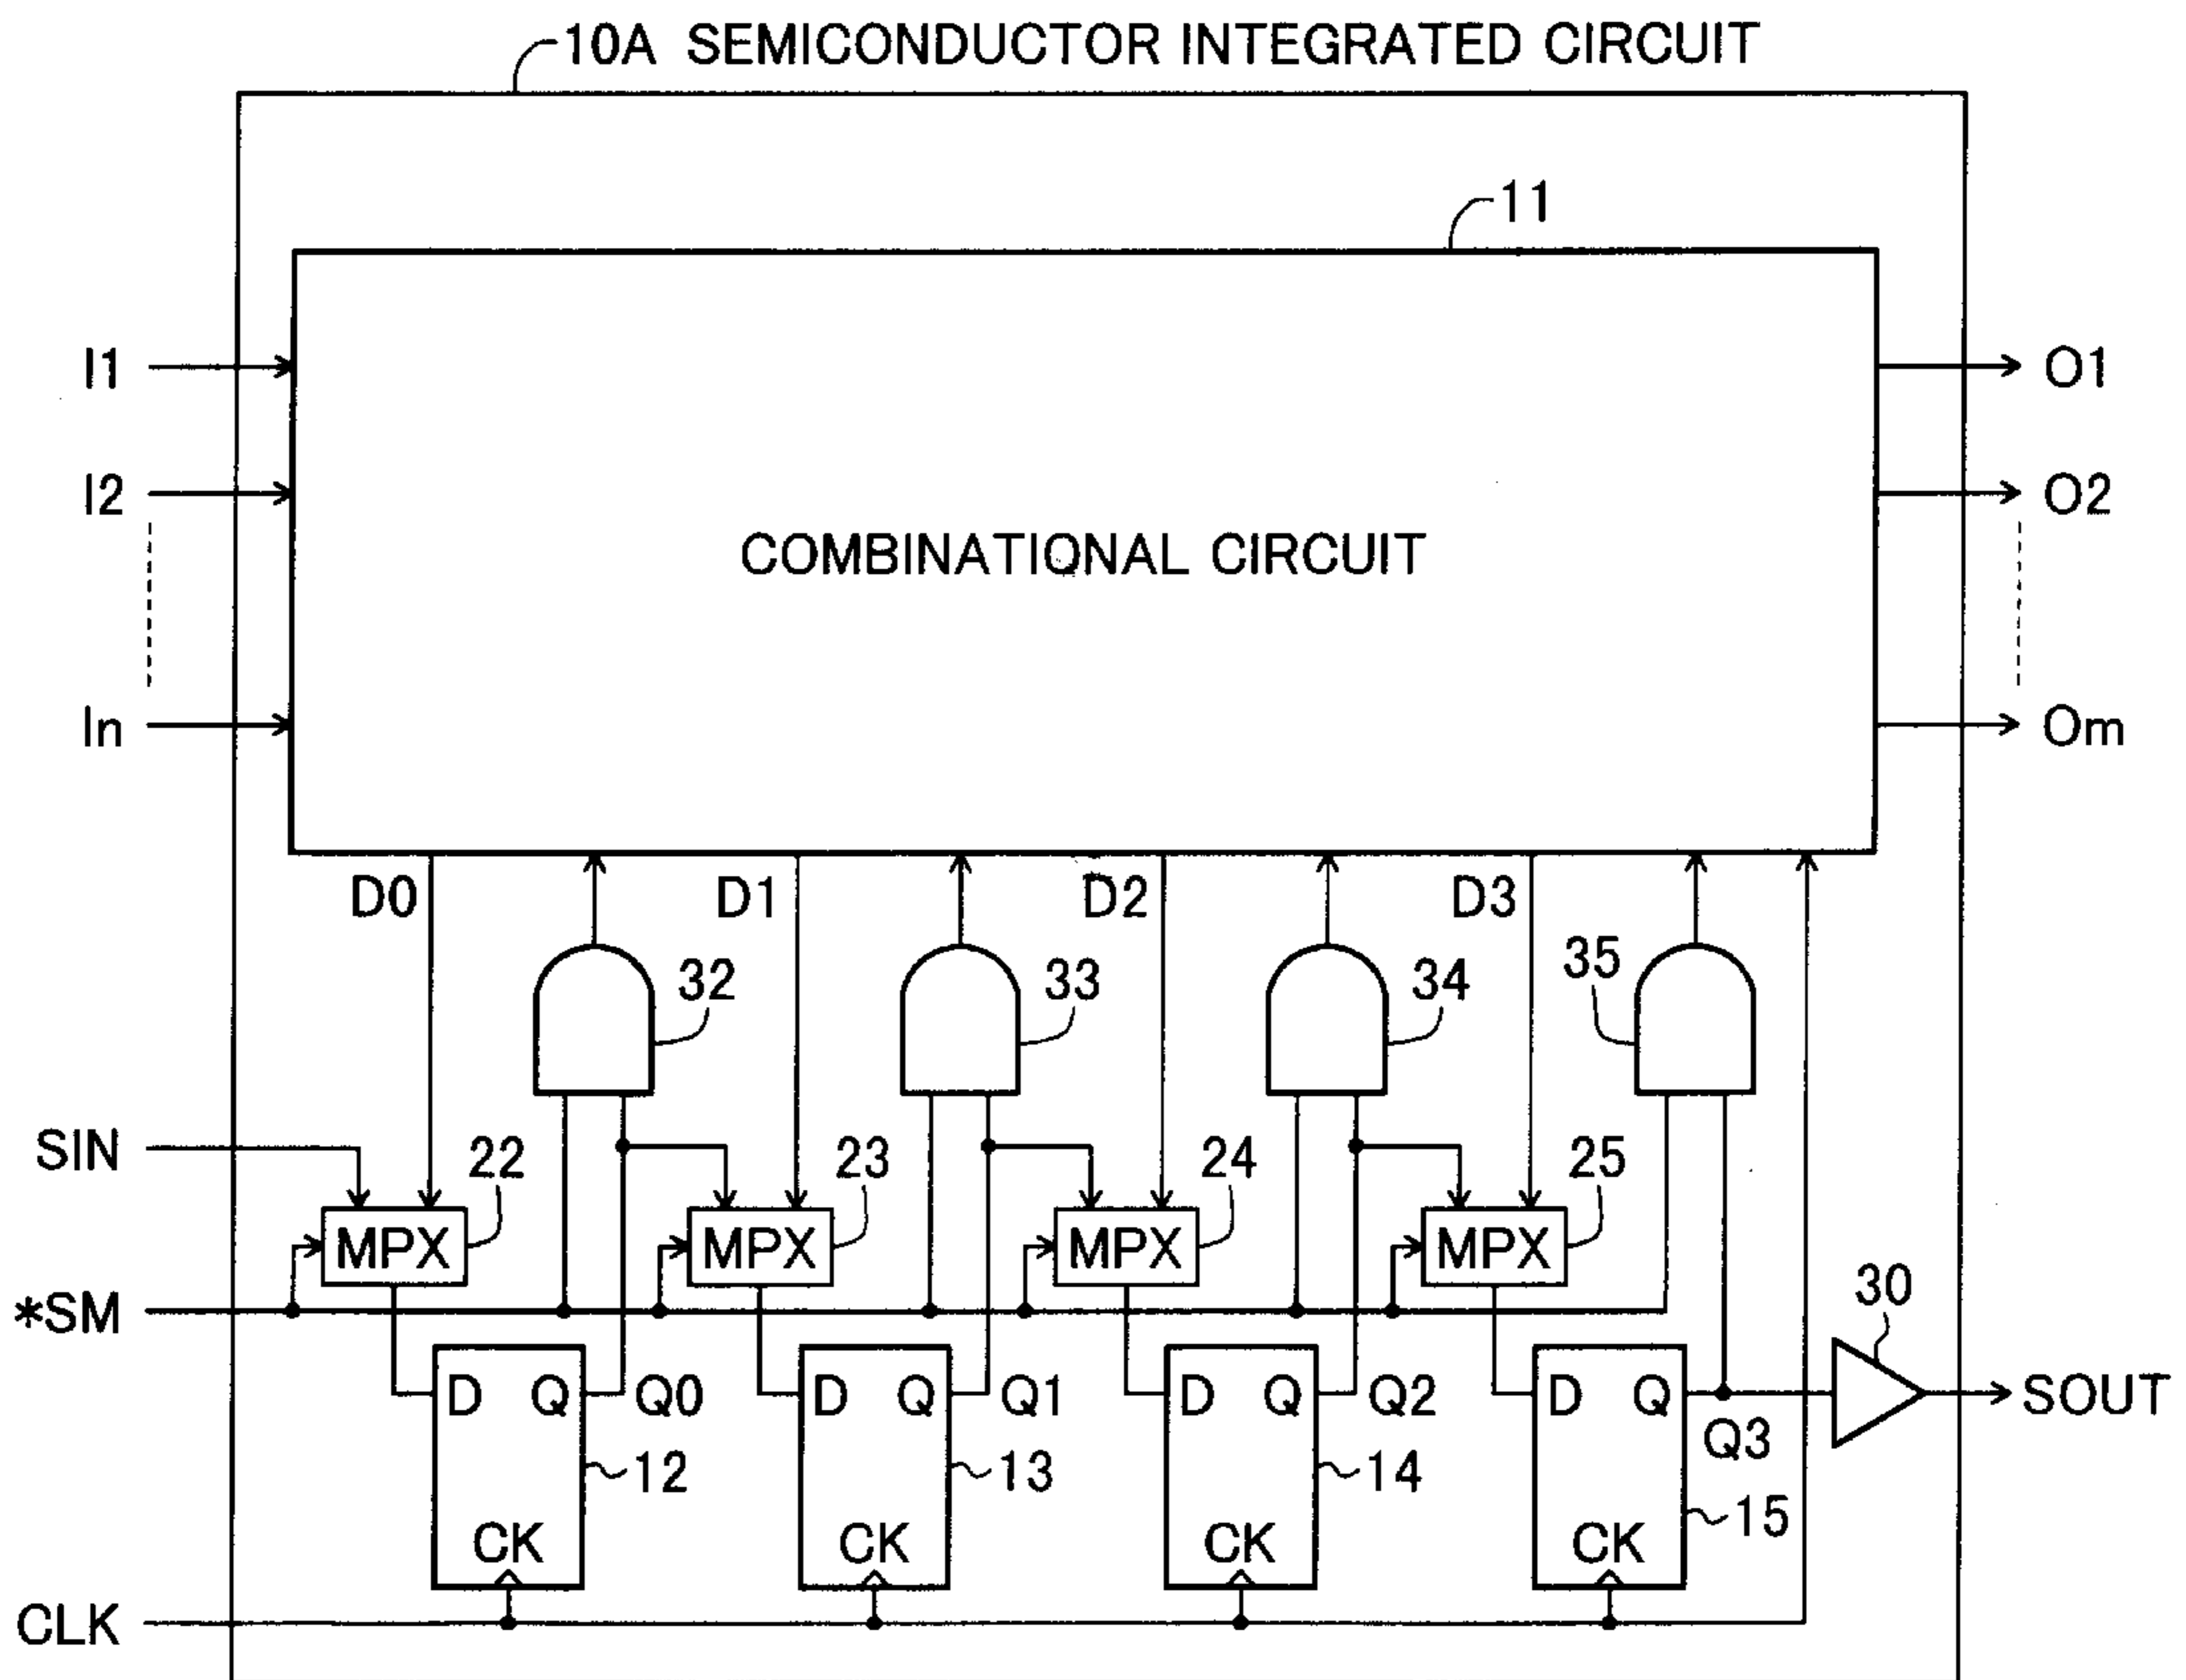 10A SEMICONDUCTOR INTEGRATED CIRCUIT
11
I1
O1
I2
O2
COMBINATIONAL CIRCUIT
In
Om
D0
D1
D2
D3
32
33
34
35
SIN
22
23
24
25
MPX
MPX
MPX
MPX
*SM
30
D Q Q0
D Q Q1
D Q Q2
D Q
Q3
SOUT
12
13
14
15
CK
CK
CK
CK
CLK